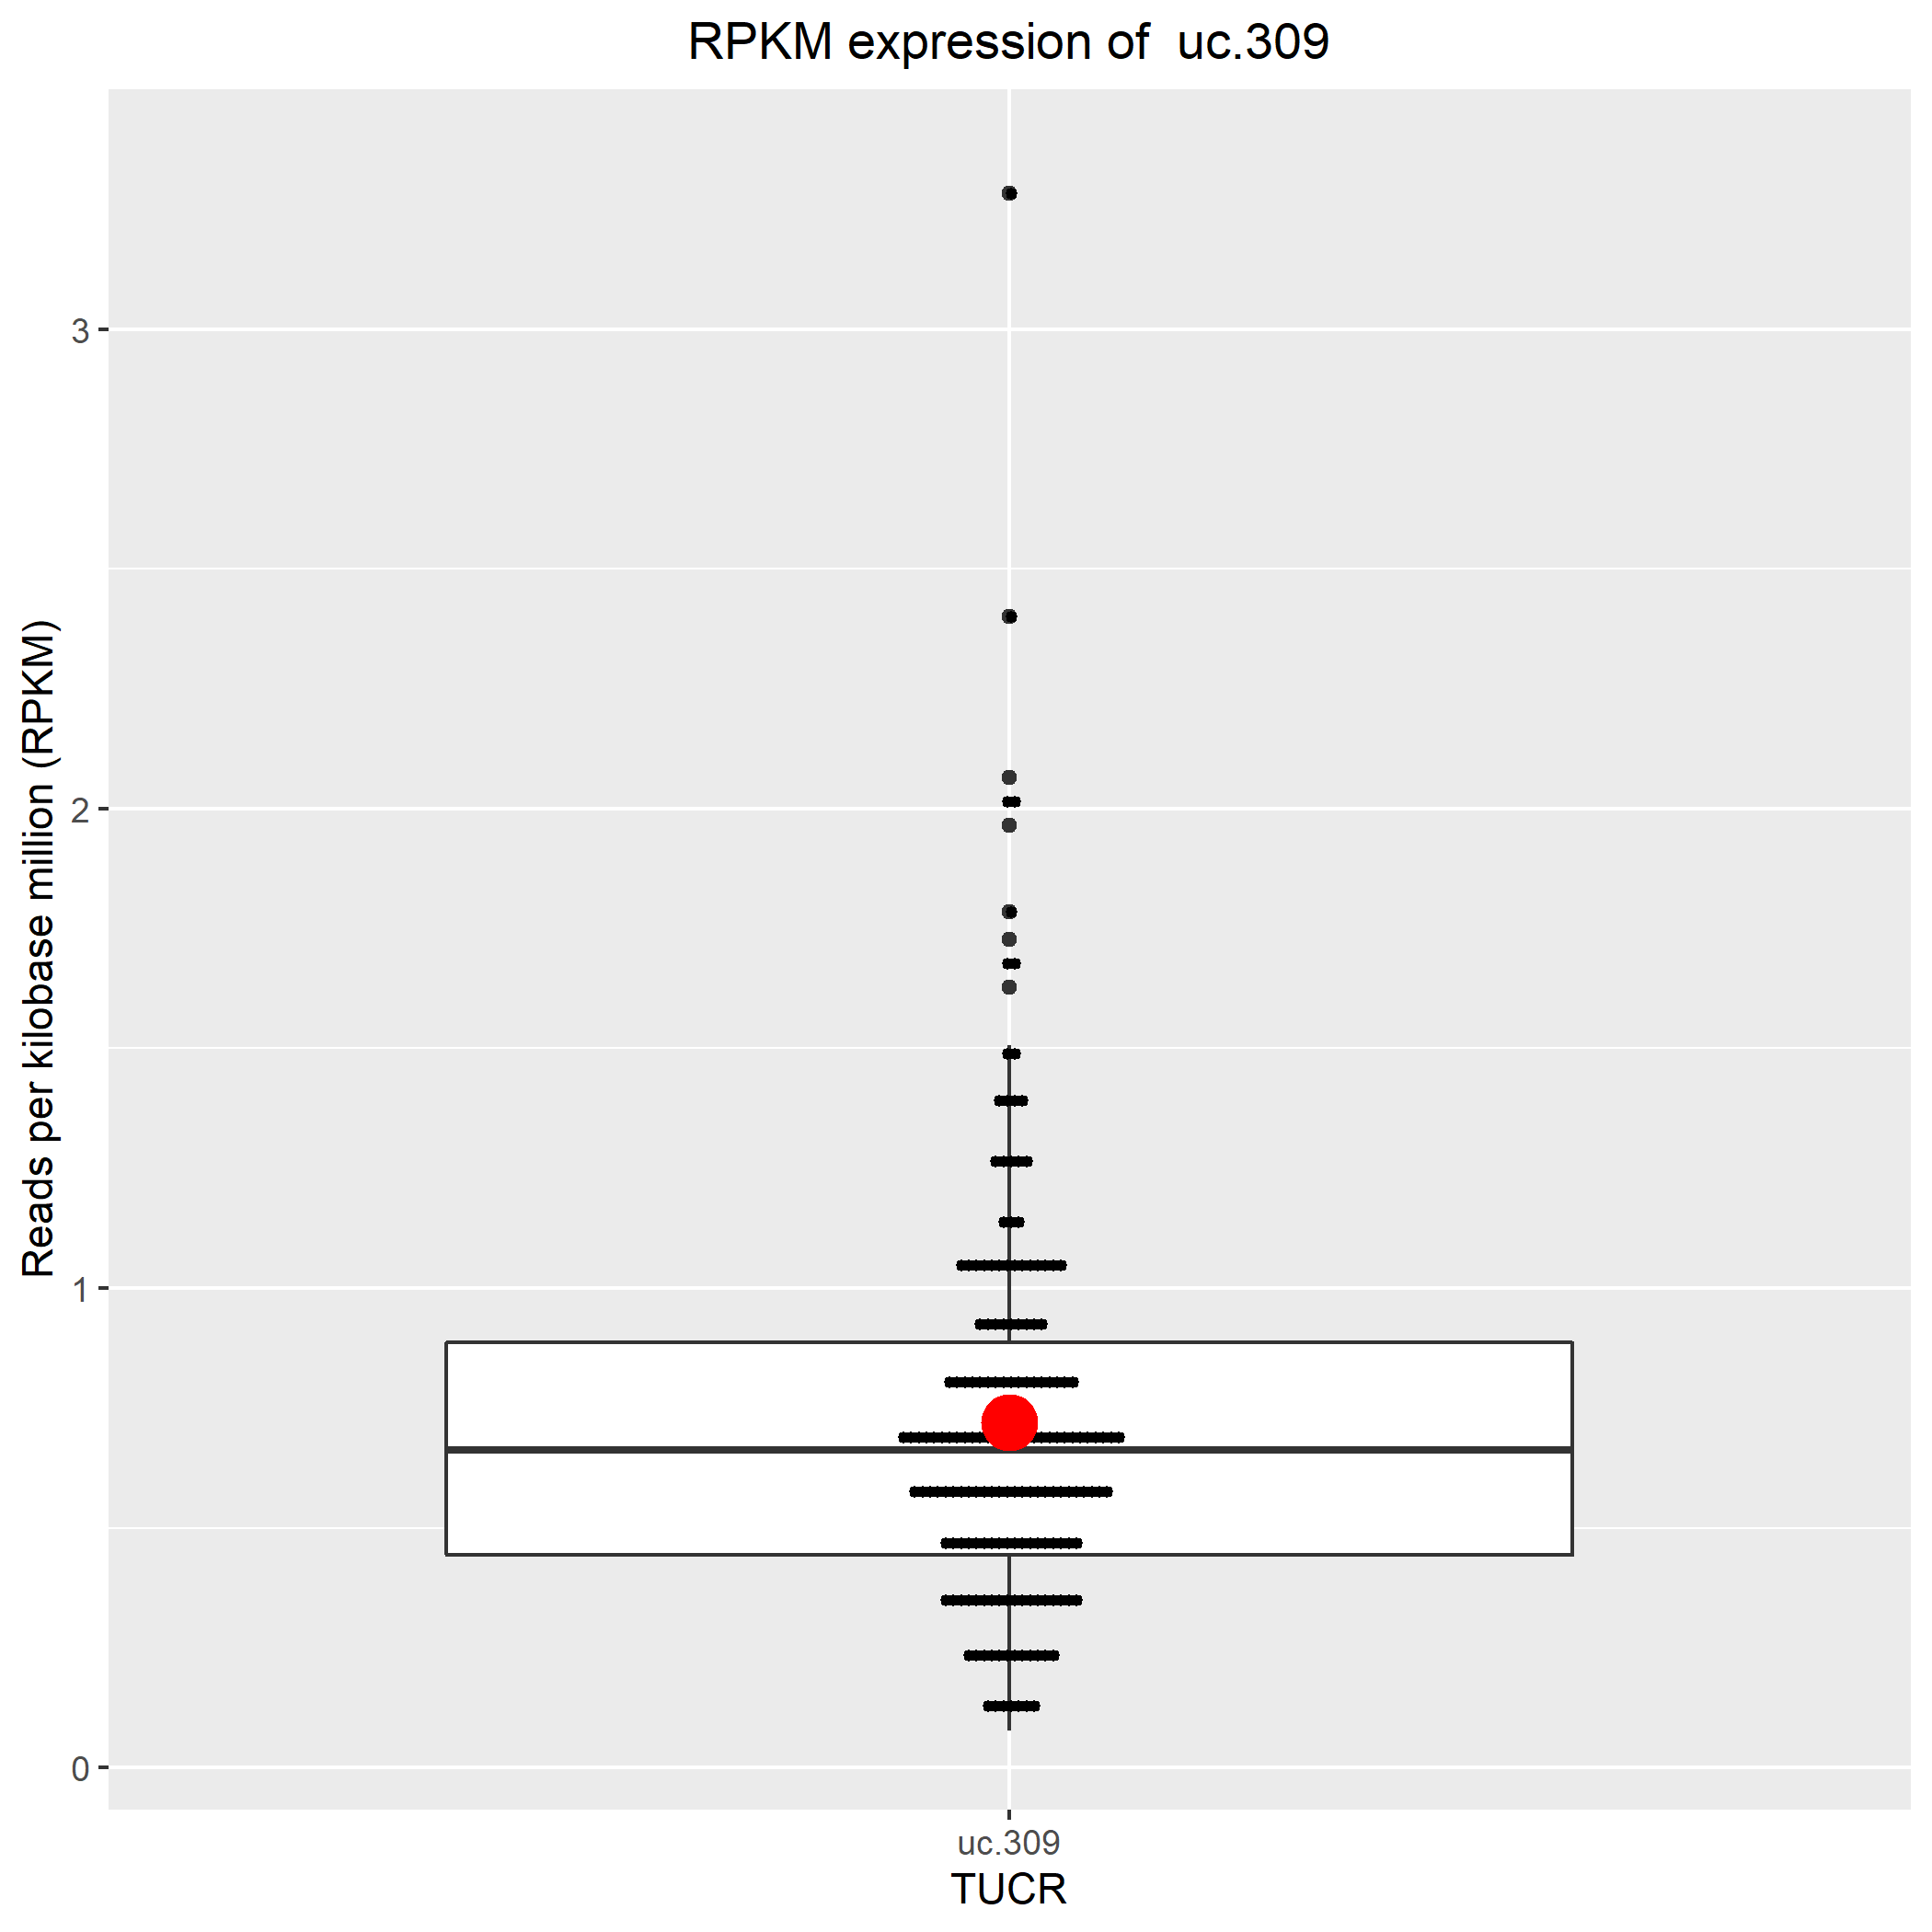 RPKM expression of  uc.309
Reads per kilobase million (RPKM)
3
2
1
0
uc.309
TUCR